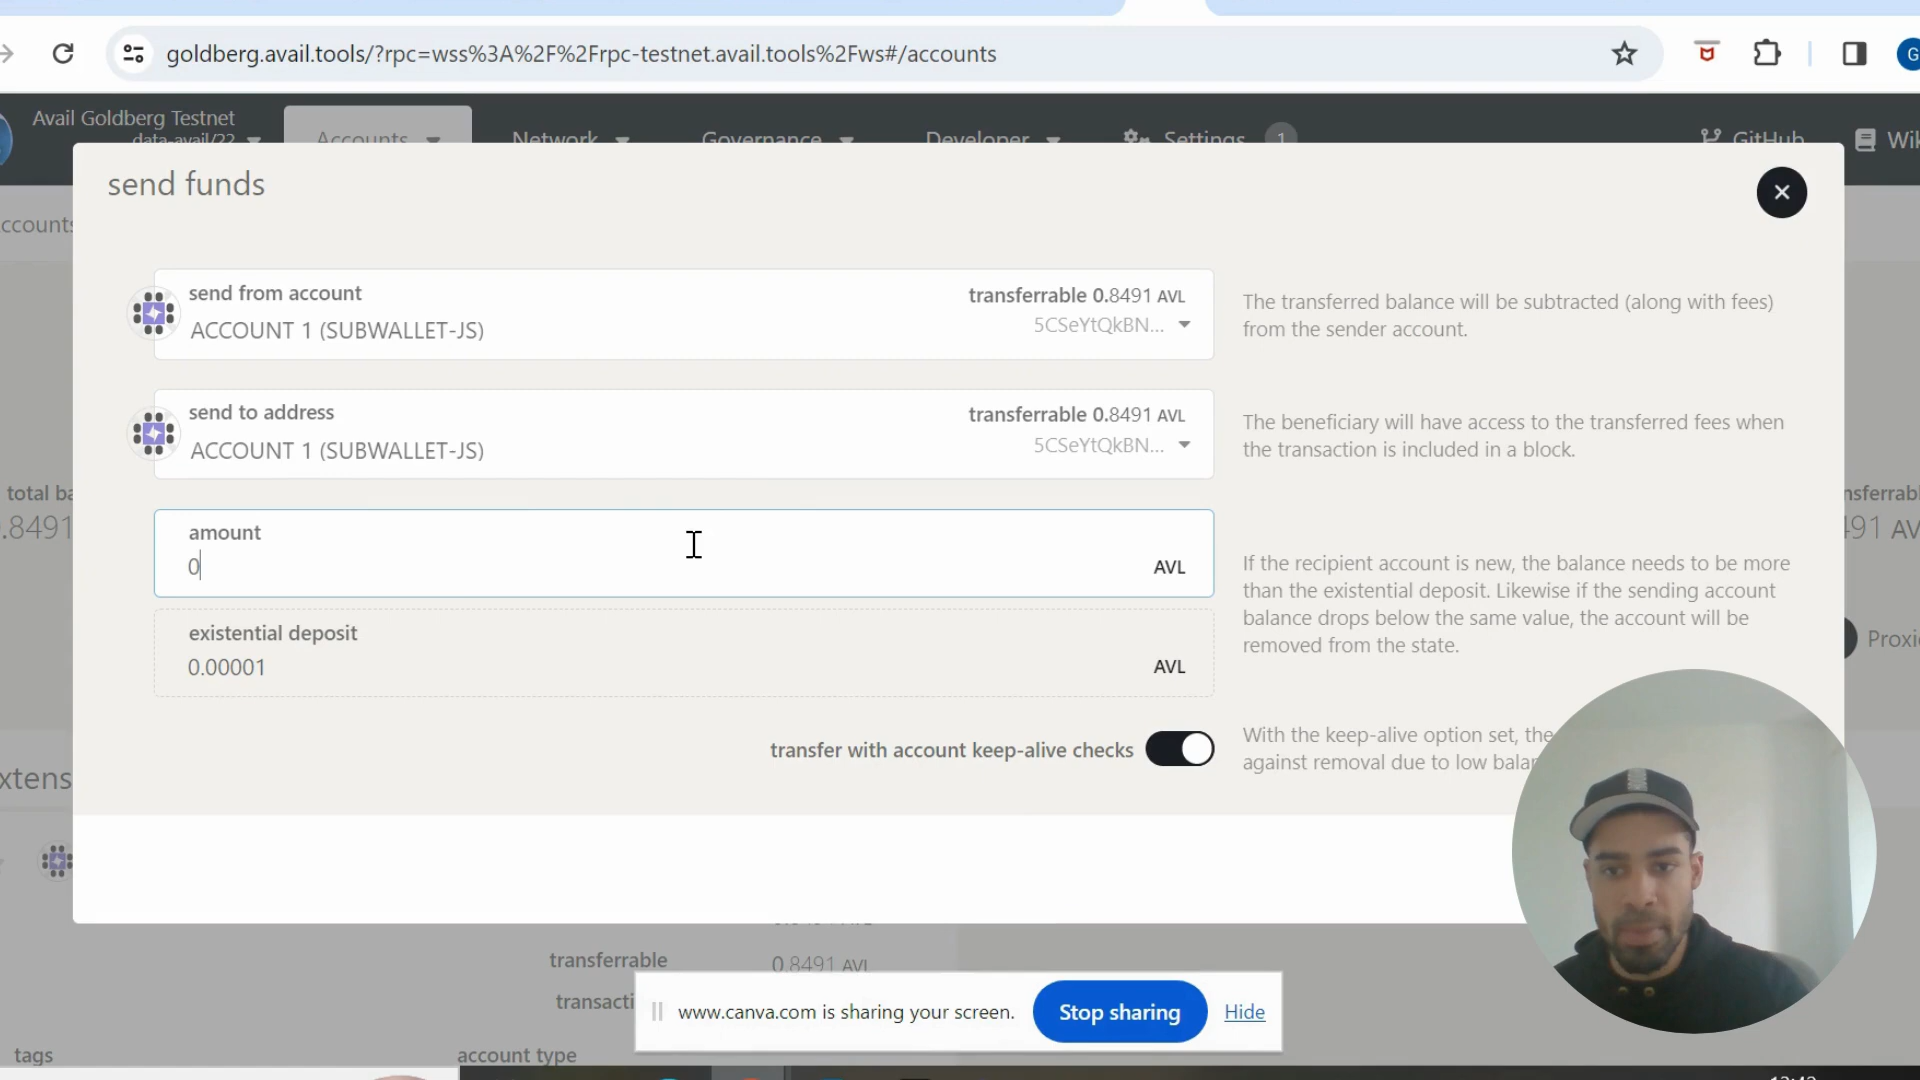 goldberg.avail.tools/?rpc=wss%3A%2F%2Frpc-testnet.avail.tools%2Fws#/accounts
G
Avail Goldberg Testnet
data-avail/22
Accounts
Network
Governance
Developer
Settings
1
GitHub
Wik
send funds
ccounts
send from account
transferrable 0.8491 AVL
ACCOUNT 1 (SUBWALLET-JS)
5CSeYtQkBN...
The transferred balance will be subtracted (along with fees)
from the sender account.
send to address
transferrable 0.8491 AVL
ACCOUNT 1 (SUBWALLET-JS)
5CSeYtQkBN...
The beneficiary will have access to the transferred fees when
the transaction is included in a block.
total ba
.8491
nsferrabl
491 AV
amount
0
AVL
If the recipient account is new, the balance needs to be more
than the existential deposit. Likewise if the sending account
balance drops below the same value, the account will be
removed from the state.
existential deposit
0.00001
AVL
Proxi
transfer with account keep-alive checks
With the keep-alive option set, the
against removal due to low balan
xtens
transferrable
0.8491 AVL
transacti
www.canva.com is sharing your screen.
Stop sharing
Hide
tags
account type